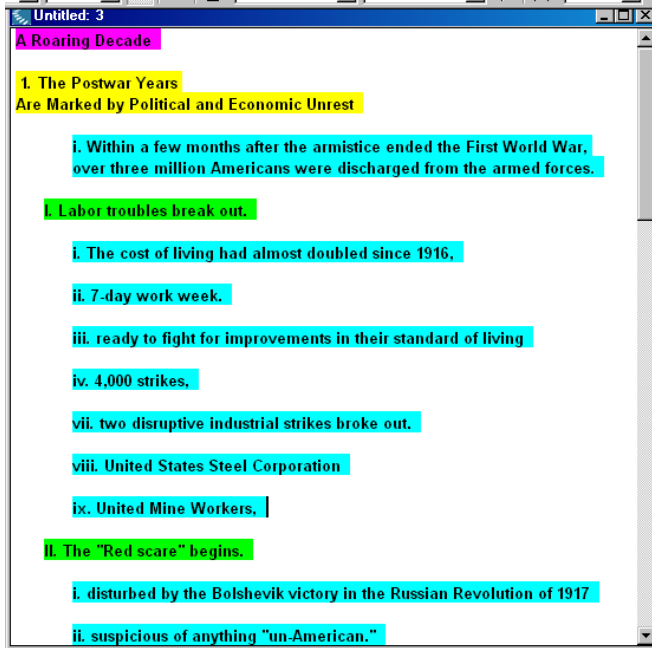 Untitled: 3
A Roaring Decade
1. The Postwar Years
Are Marked by Political and Economic Unrest
i. Within a few months after the armistice ended the First World War,
over three million Americans were discharged from the armed forces.
I. Labor troubles break out.
i. The cost of living had almost doubled since 1916,
ii. 7-day work week.
iii. ready to fight for improvements in their standard of living
iv. 4,000 strikes,
vii. two disruptive industrial strikes broke out.
viii. United States Steel Corporation
ix. United Mine Workers,
II. The "Red scare" begins.
i. disturbed by the Bolshevik victory in the Russian Revolution of 1917
ii. suspicious of anything "un-American."